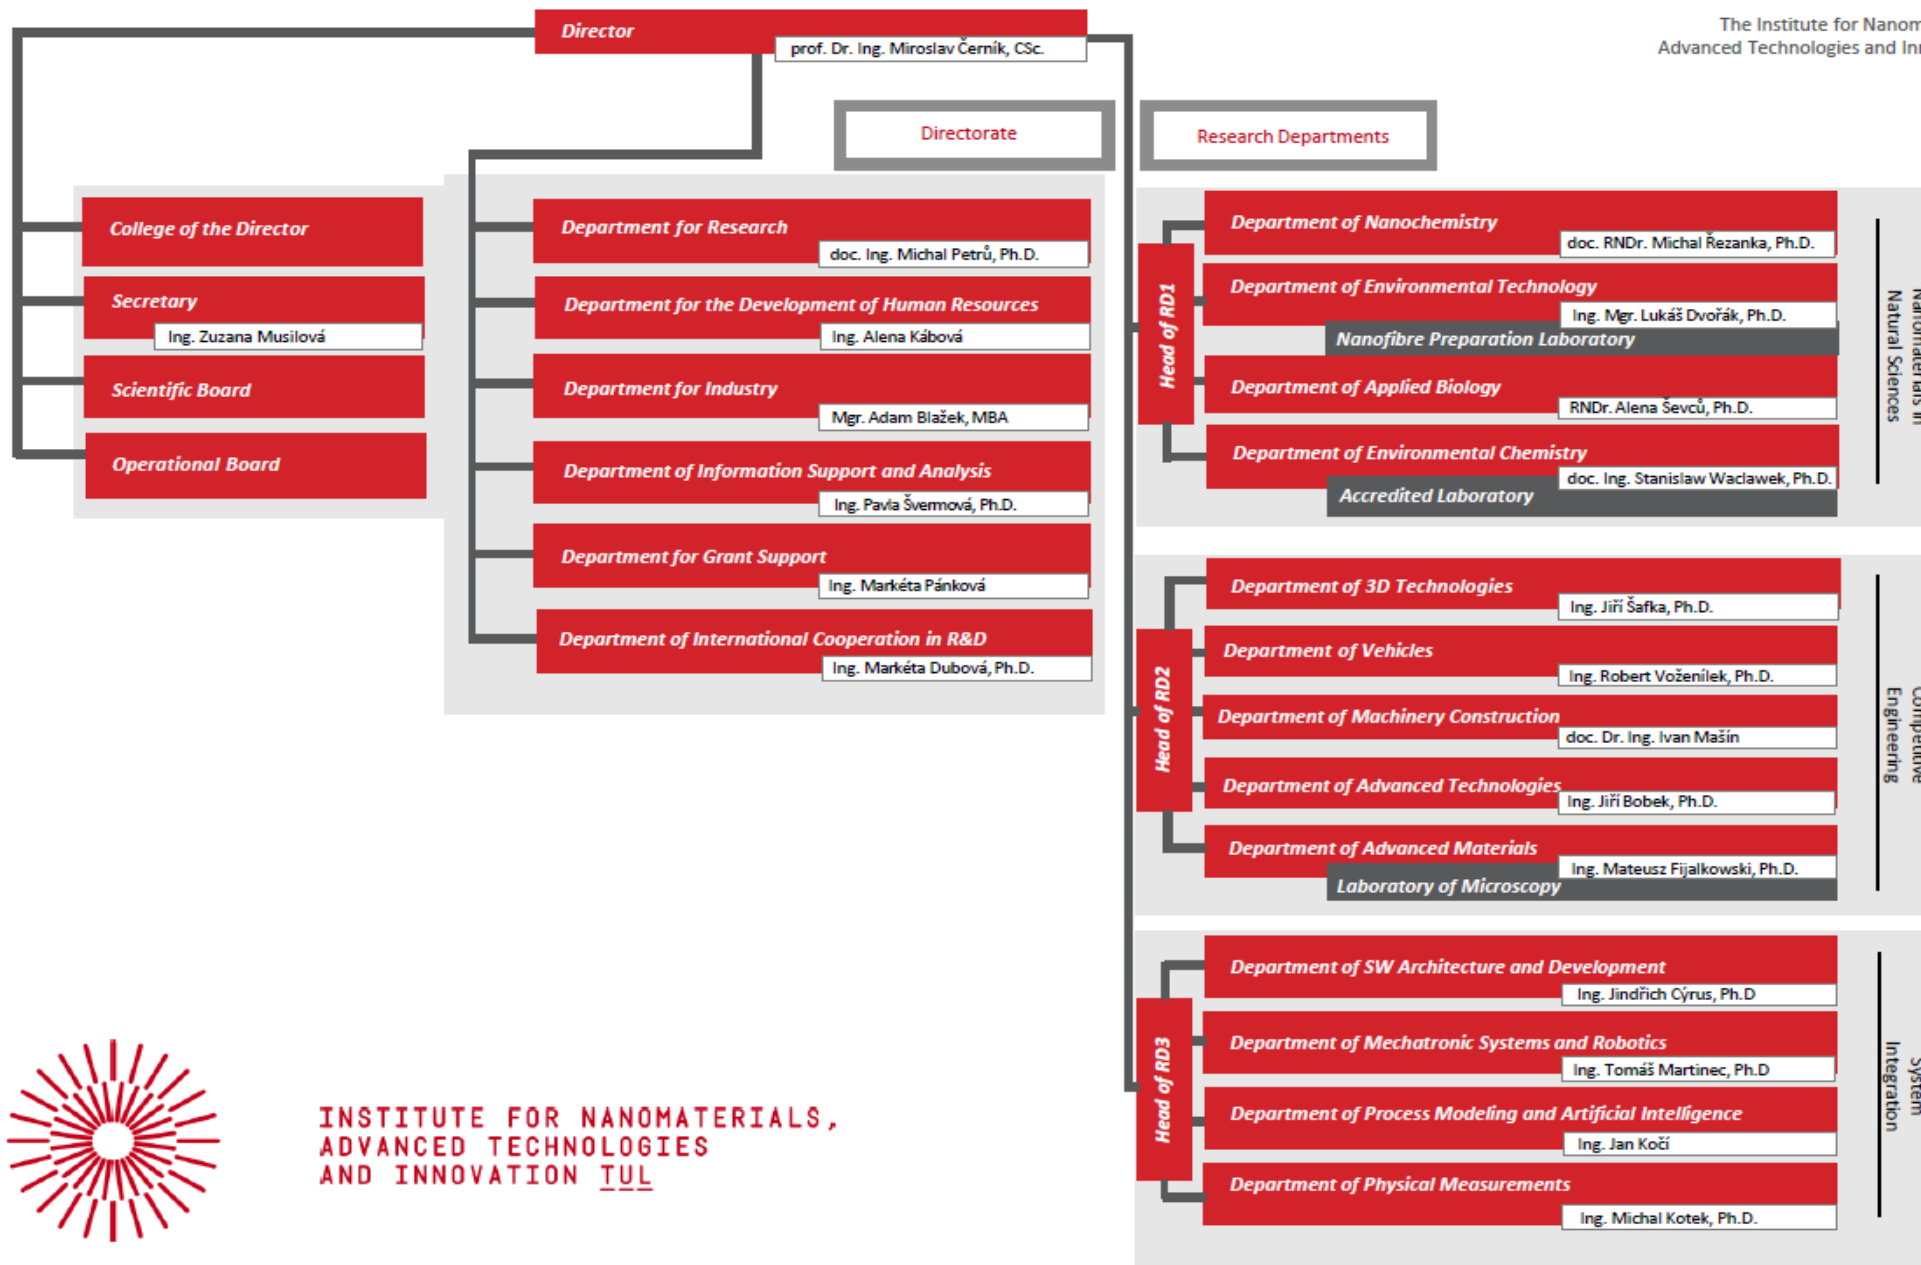 Director
prof. Dr. Ing. Miroslav Černík, CSc.
The Institute for
Advanced Technologies and
Directorate
Research Departments
College of the Director
Secretary
Ing. Zuzana Musilová
Scientific Board
Operational Board
Department for Research
doc. Ing. Michal Petrů, Ph.D.
Department for the Development of Human Resources
Ing. Alena Kábová
Department for Industry
Mgr. Adam Blažek, MBA
Department of Information Support and Analysis
Ing. Pavla Švermová, Ph.D.
Department for Grant Support
Ing. Markéta Pánková
Department of International Cooperation in R&D
Ing. Markéta Dubová, Ph.D.
Head of RD1
Department of Nanochemistry
doc. RNDr. Michal Řezanka, Ph.D.
Department of Environmental Technology
Ing. Mgr. Lukáš Dvořák, Ph.D.
Nanofibre Preparation Laboratory
Department of Applied Biology
RNDr. Alena Ševců, Ph.D.
Department of Environmental Chemistry
doc. Ing. Stanislaw Waclawek, Ph.D.
Accredited Laboratory
Nanomaterials in
Natural Sciences
Head of RD2
Department of 3D Technologies
Ing. Jiří Šafka, Ph.D.
Department of Vehicles
Ing. Robert Voženílek, Ph.D.
Department of Machinery Construction
doc. Dr. Ing. Ivan Mašín
Department of Advanced Technologies
Ing. Jiří Bobek, Ph.D.
Department of Advanced Materials
Ing. Mateusz Fijalkowski, Ph.D.
Laboratory of Microscopy
Competitive
Engineering
Head of RD3
Department of SW Architecture and Development
Ing. Jindřich Cýrus, Ph.D
Department of Mechatronic Systems and Robotics
Ing. Tomáš Martinec, Ph.D
Department of Process Modeling and Artificial Intelligence
Ing. Jan Kočí
Department of Physical Measurements
Ing. Michal Kotek, Ph.D.
System
Integration
INSTITUTE FOR NANOMATERIALS,
ADVANCED TECHNOLOGIES
AND INNOVATION TUL